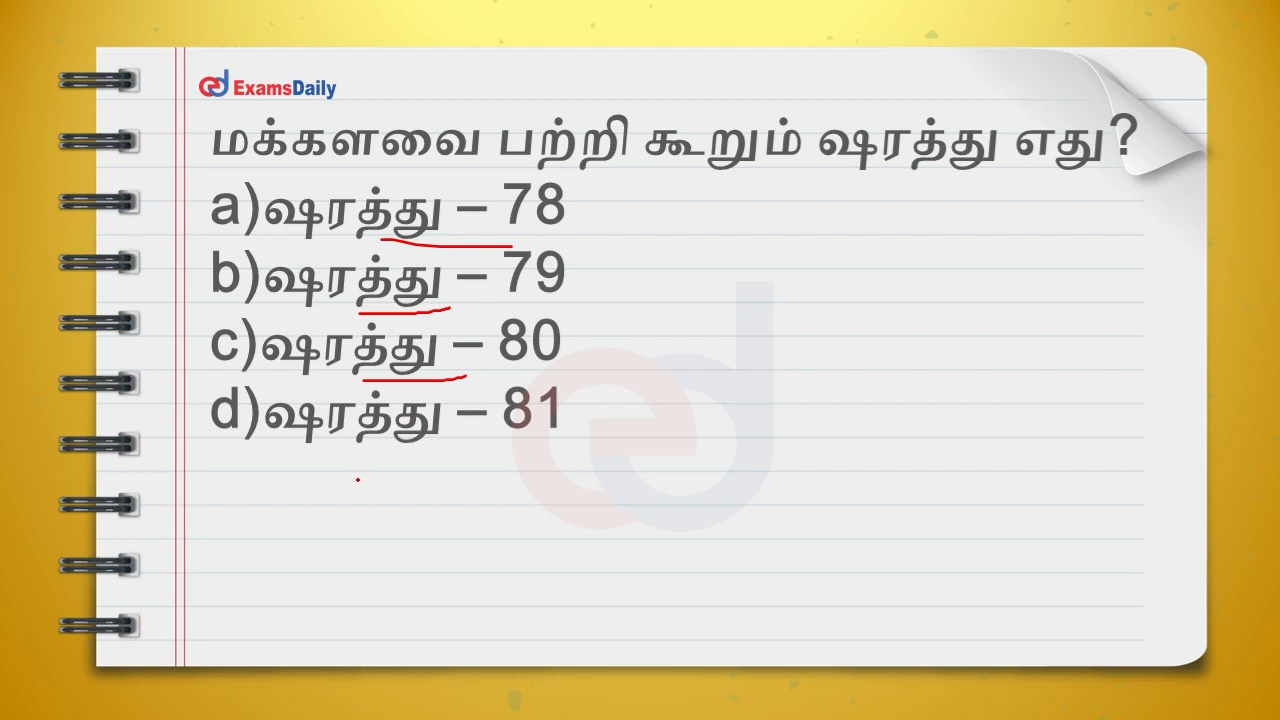 ExamsDaily
மக்களவை பற்றி கூறும் ஷரத்து எது?
a)ஷரத்து – 78
b)ஷரத்து – 79
c)ஷரத்து – 80
d)ஷரத்து – 81